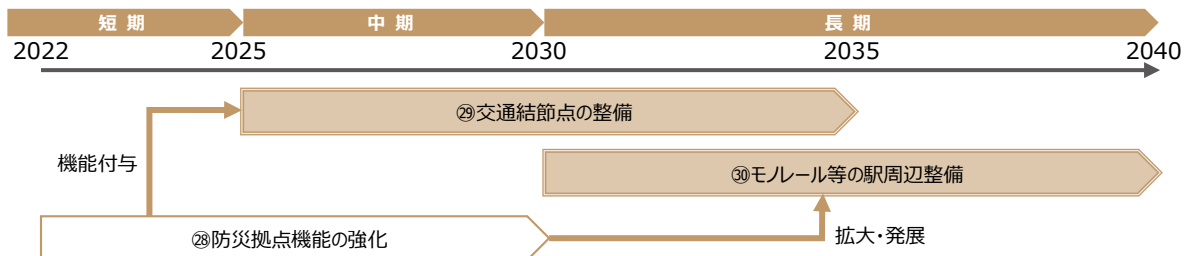 短 期
中 期
長 期
2022
2025
2030
2035
2040
㉙交通結節点の整備
機能付与
㉚モノレール等の駅周辺整備
㉘防災拠点機能の強化
拡大・発展